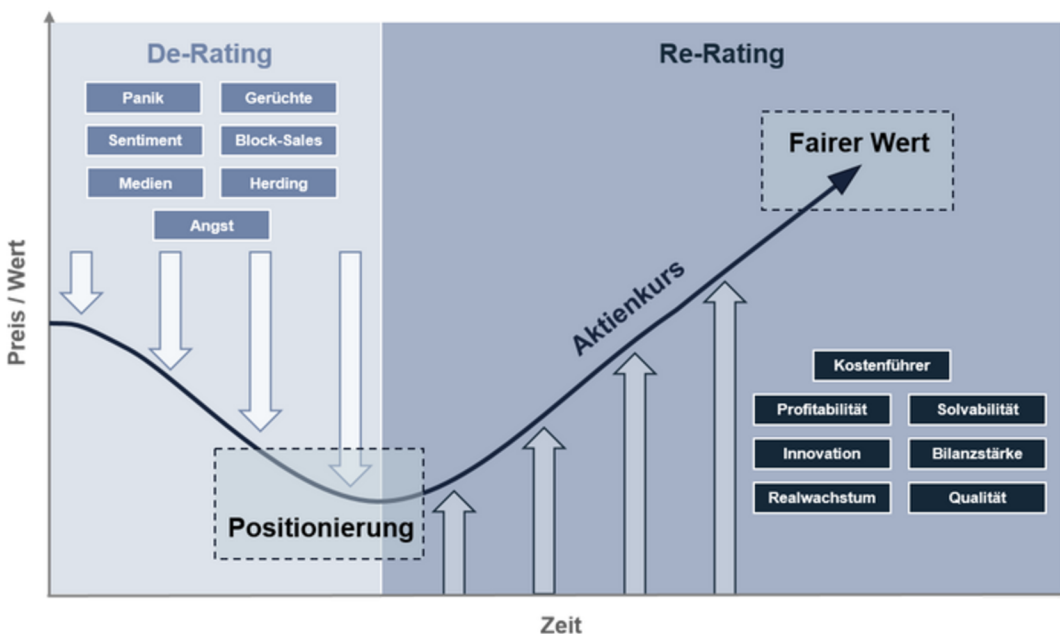 De-Rating
Re-Rating
Panik
Gerüchte
Sentiment
Block-Sales
Medien
Herding
Angst
Fairer Wert
Aktienkurs
Positionierung
Kostenführer
Profitabilität
Solvabilität
Innovation
Bilanzstärke
Realwachstum
Qualität
Preis / Wert
Zeit